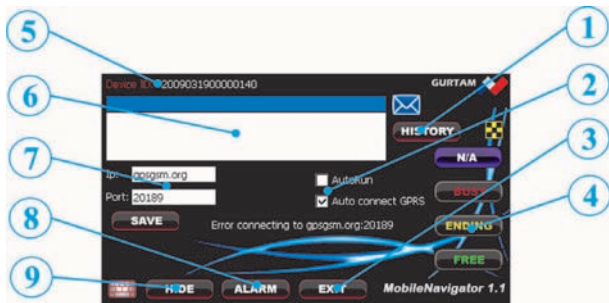 1
5
Device ID: 2009031900000140
GURTAM
2
6
HISTORY
3
N/A
Ip: gpsgsm.org
7
AutoRun
BUSY
Port: 20189
Auto connect GPRS
4
SAVE
Error connecting to gpsgsm.org:20189
ENDING
8
FREE
9
HIDE
ALARM
EXIT
MobileNavigator 1.1